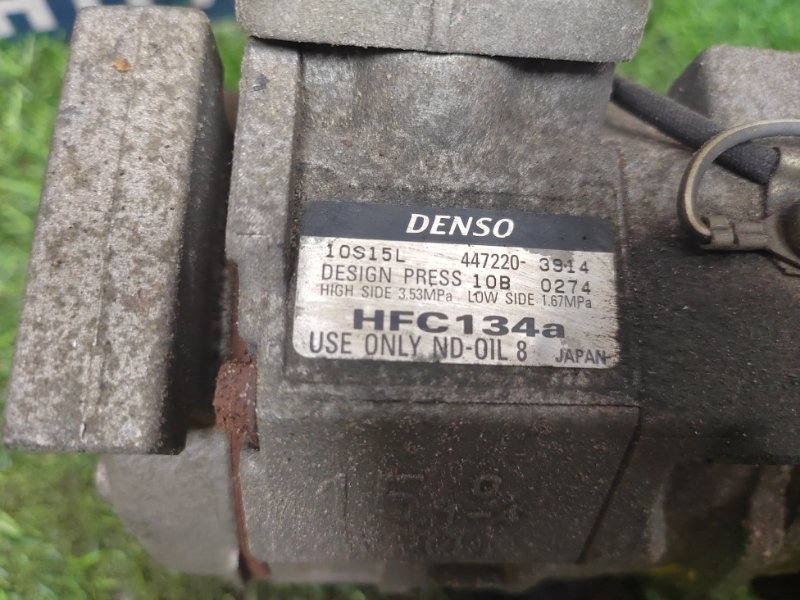 DENSO
10S15L 447220- 3914
DESIGN PRESS 10B 0274
HIGH SIDE 3.53MPa LOW SIDE 1.67MPa
HFC134a
USE ONLY ND-OIL 8 JAPAN